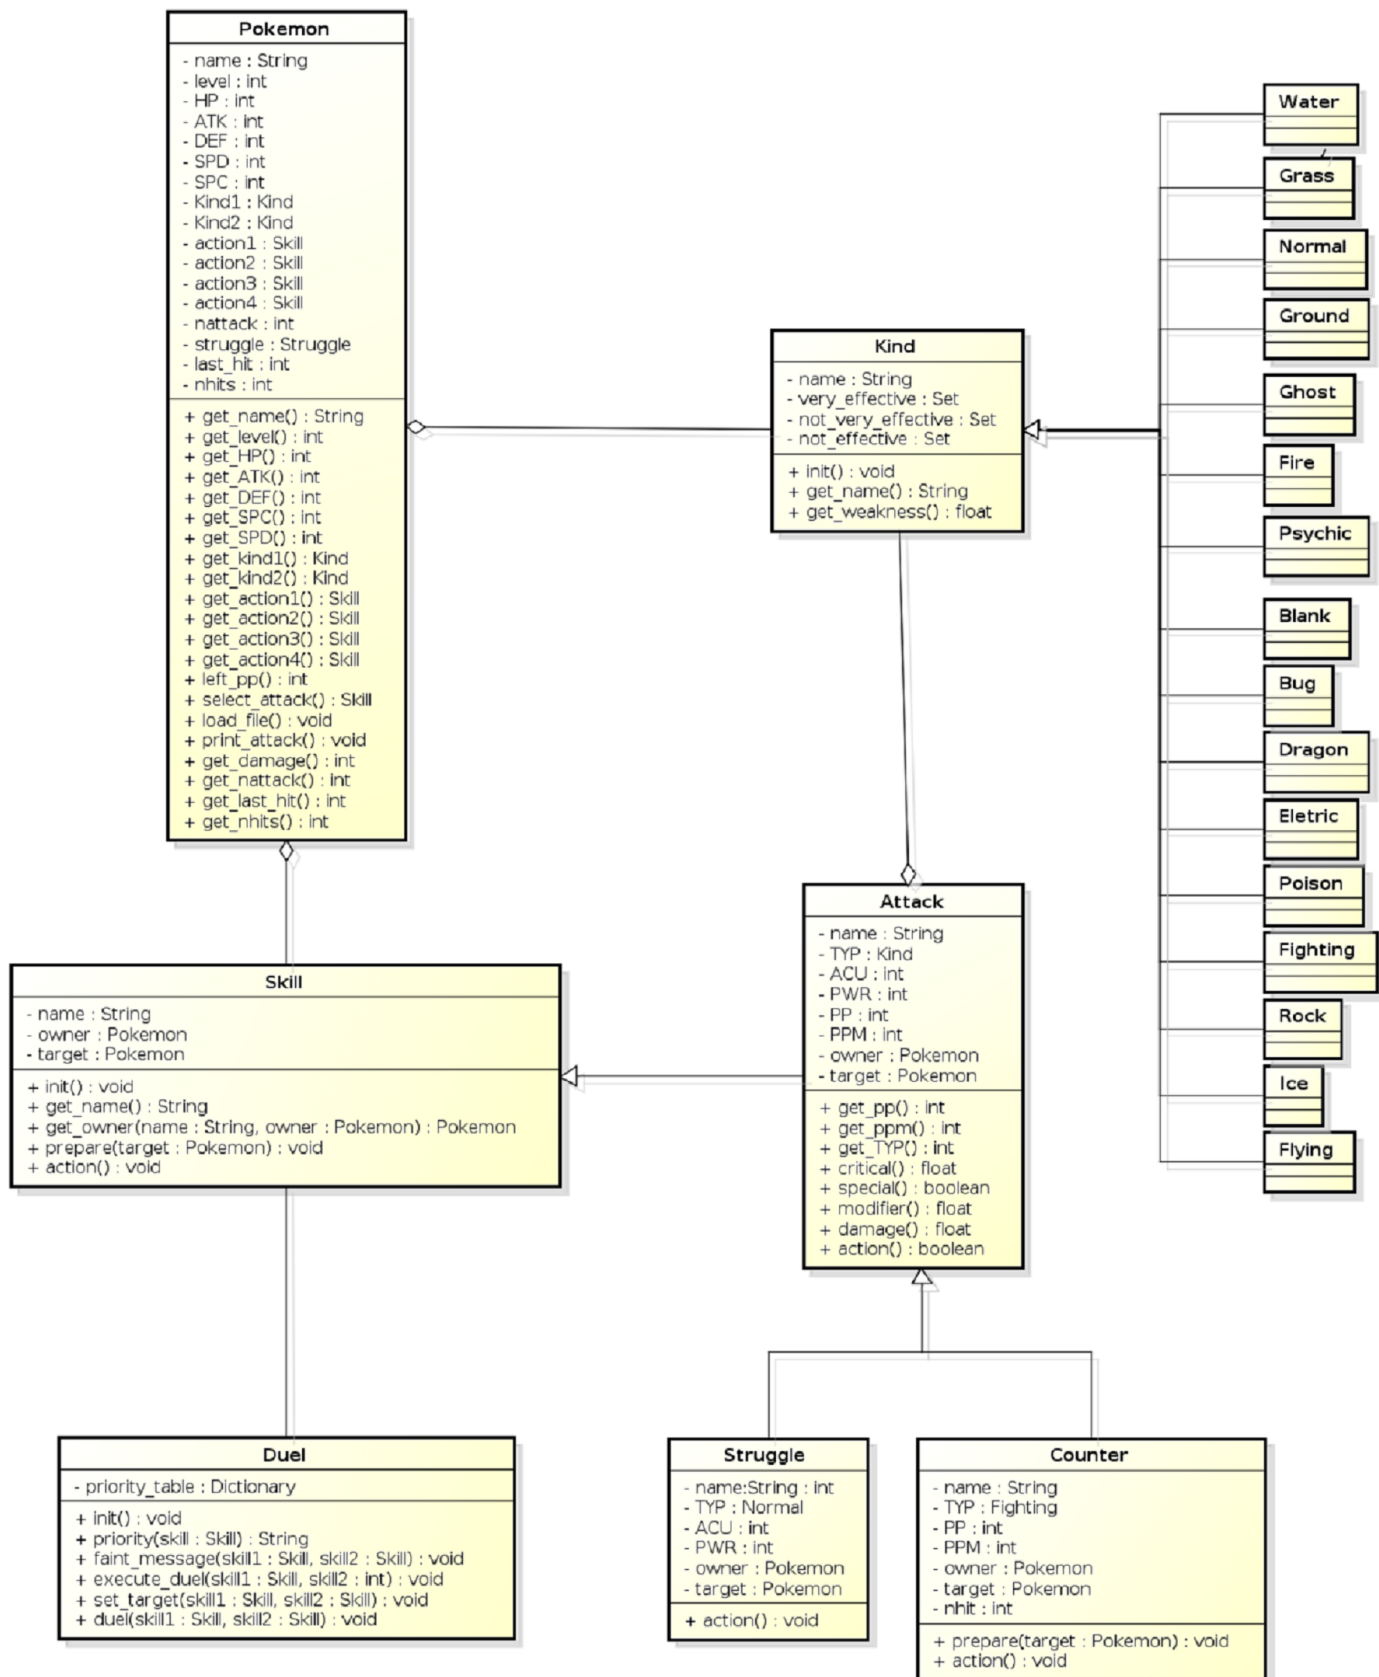 Pokemon
- name : String
- level : int
- HP : int
- ATK : int
- DEF : int
- SPD : int
- SPC : int
- Kind1 : Kind
- Kind2 : Kind
- action1 : Skill
- action2 : Skill
- action3 : Skill
- action4 : Skill
- nattack : int
- struggle : Struggle
- last_hit : int
- nhits : int
+ get_name() : String
+ get_level() : int
+ get_HP() : int
+ get_ATK() : int
+ get_DEF() : int
+ get_SPC() : int
+ get_SPD() : int
+ get_kind1() : Kind
+ get_kind2() : Kind
+ get_action1() : Skill
+ get_action2() : Skill
+ get_action3() : Skill
+ get_action4() : Skill
+ left_pp() : int
+ select_attack() : Skill
+ load_file() : void
+ print_attack() : void
+ get_damage() : int
+ get_nattack() : int
+ get_last_hit() : int
+ get_nhits() : int
Kind
- name : String
- very_effective : Set
- not_very_effective : Set
- not_effective : Set
+ init() : void
+ get_name() : String
+ get_weakness() : float
Water
Grass
Normal
Ground
Ghost
Fire
Psychic
Blank
Bug
Dragon
Eletric
Poison
Fighting
Rock
Ice
Flying
Skill
- name : String
- owner : Pokemon
- target : Pokemon
+ init() : void
+ get_name() : String
+ get_owner(name : String, owner : Pokemon) : Pokemon
+ prepare(target : Pokemon) : void
+ action() : void
Attack
- name : String
- TYP : Kind
- ACU : int
- PWR : int
- PP : int
- PPM : int
- owner : Pokemon
- target : Pokemon
+ get_pp() : int
+ get_ppm() : int
+ get_TYP() : int
+ critical() : float
+ special() : boolean
+ modifier() : float
+ damage() : float
+ action() : boolean
Duel
- priority_table : Dictionary
+ init() : void
+ priority(skill : Skill) : String
+ faint_message(skill1 : Skill, skill2 : Skill) : void
+ execute_duel(skill1 : Skill, skill2 : int) : void
+ set_target(skill1 : Skill, skill2 : Skill) : void
+ duel(skill1 : Skill, skill2 : Skill) : void
Struggle
- name:String : int
- TYP : Normal
- ACU : int
- PWR : int
- owner : Pokemon
- target : Pokemon
+ action() : void
Counter
- name : String
- TYP : Fighting
- PP : int
- PPM : int
- owner : Pokemon
- target : Pokemon
- nhit : int
+ prepare(target : Pokemon) : void
+ action() : void